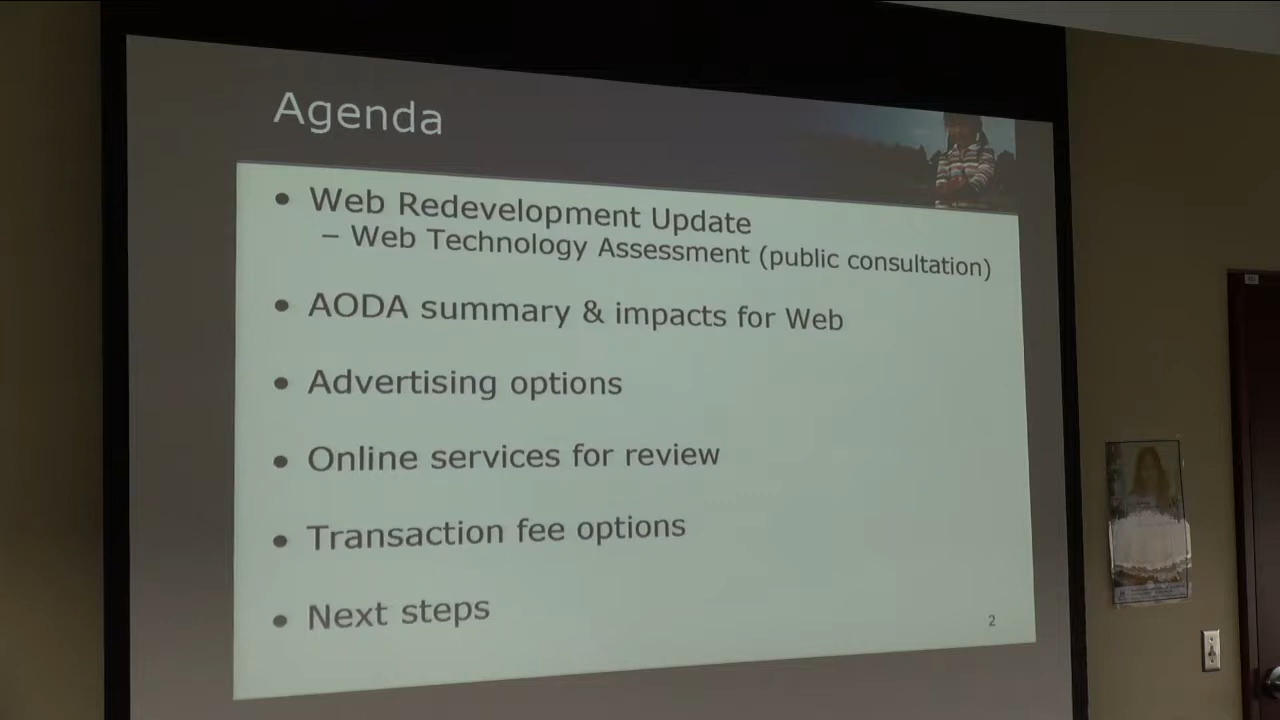 Agenda
• Web Redevelopment Update
– Web Technology Assessment (public consultation)
• AODA summary & impacts for Web
• Advertising options
• Online services for review
• Transaction fee options
• Next steps
2